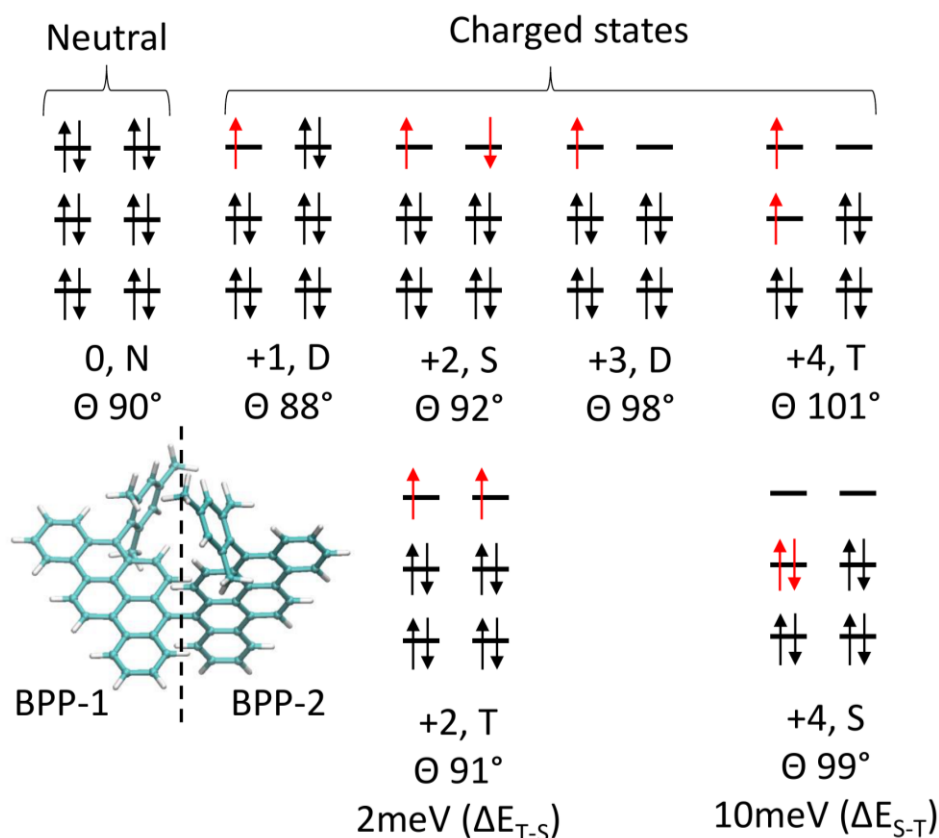 Neutral
Charged states
0, N
+1, D
+2, S
+3, D
+4, T
Θ 90°
Θ 88°
Θ 92°
Θ 98°
Θ 101°
BPP-1
BPP-2
+2, T
Θ 91°
2meV (ΔE_T-S)
+4, S
Θ 99°
10meV (ΔE_S-T)